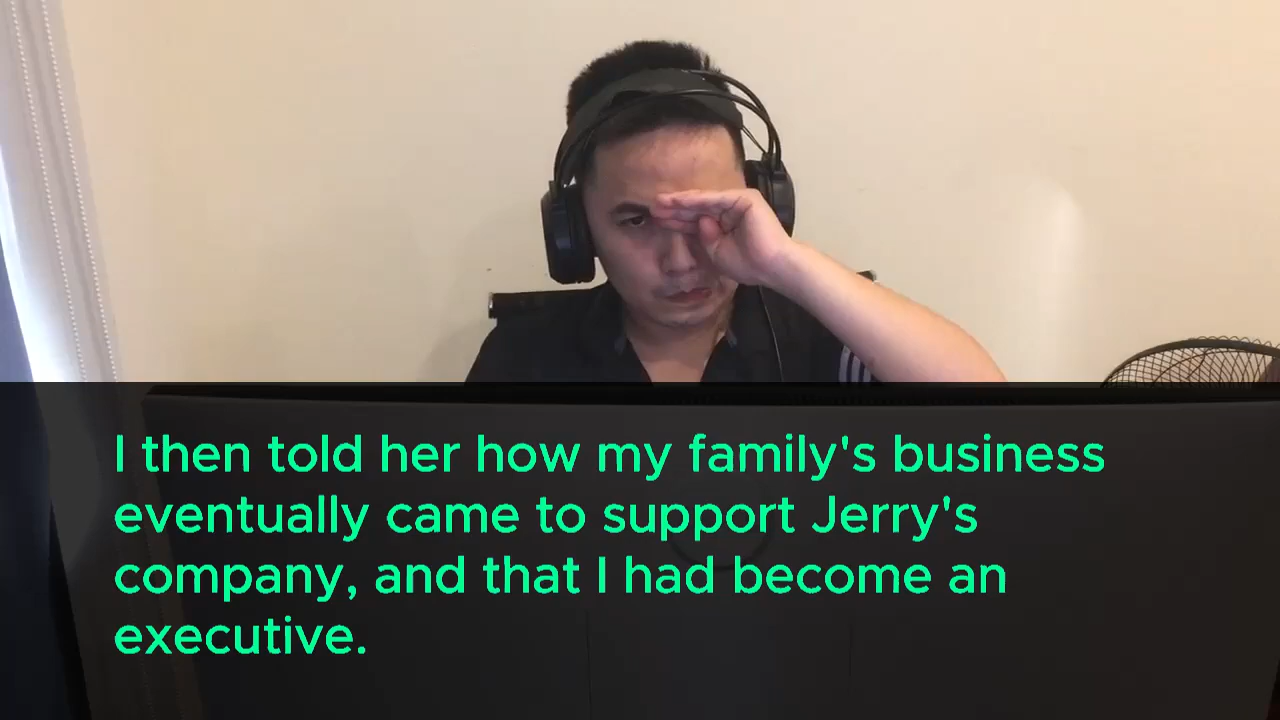 I then told her how my family's business
eventually came to support Jerry's
company, and that I had become an
executive.